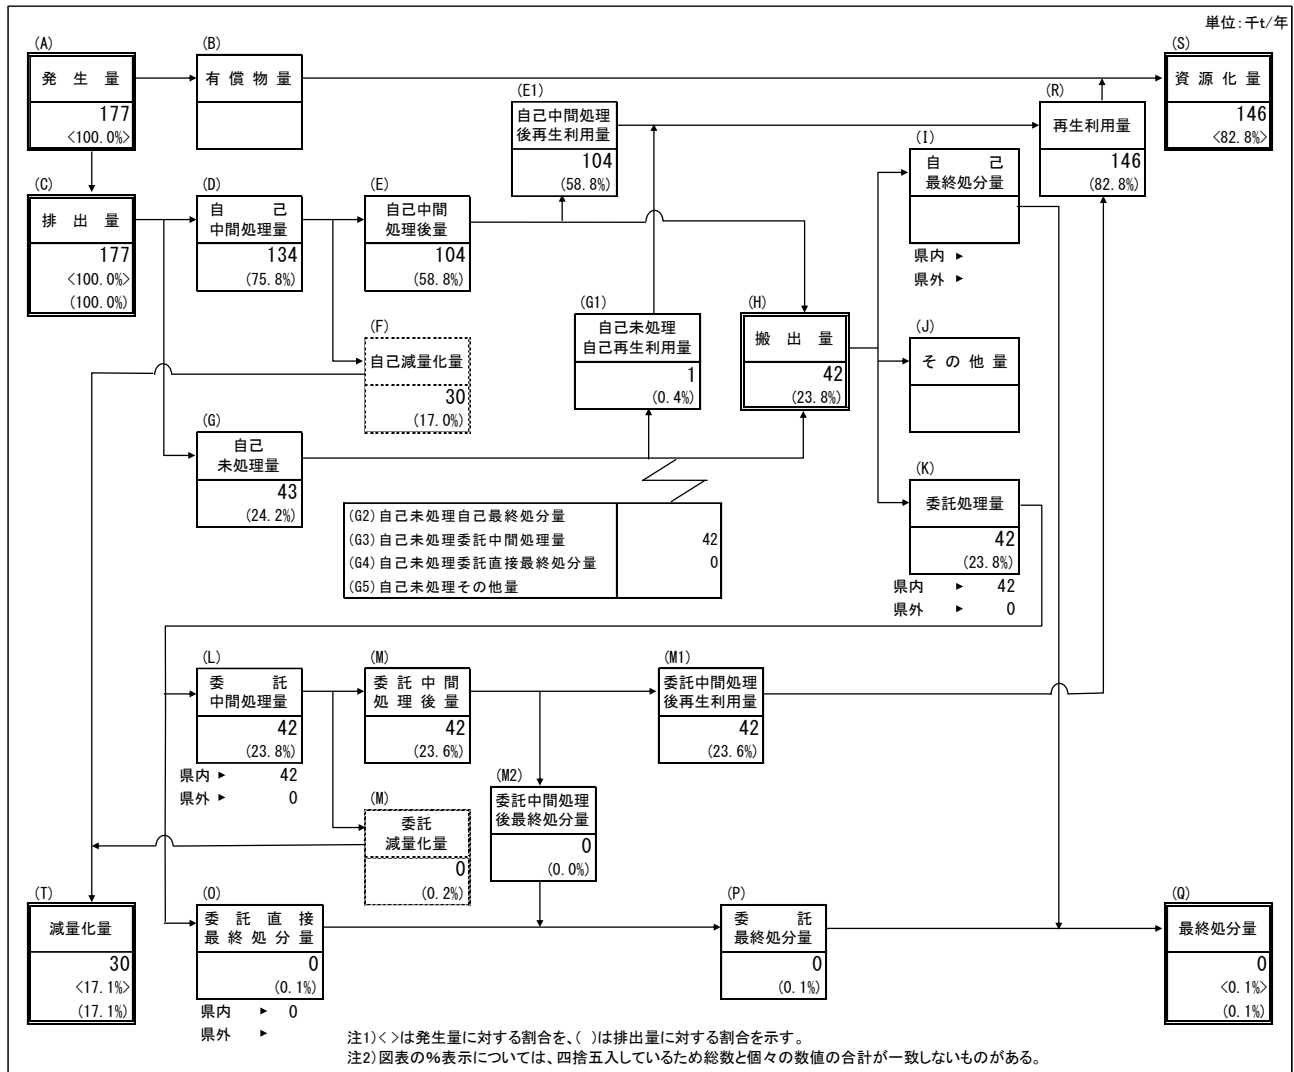 単位:千t/年
(A)
発生量
177
<100.0%>
(B)
有償物量
(S)
資源化量
146
<82.8%>
(E1)
自己中間処理
後再生利用量
104
(58.8%)
(R)
再生利用量
146
(82.8%)
(C)
排出量
177
<100.0%>
(100.0%)
(D)
自己
中間処理量
134
(75.8%)
(E)
自己中間
処理後量
104
(58.8%)
(I)
自己
最終処分量
県内 ►
県外 ►
(F)
自己減量化量
30
(17.0%)
(G1)
自己未処理
自己再生利用量
1
(0.4%)
(H)
搬出量
42
(23.8%)
(J)
その他量
(G)
自己
未処理量
43
(24.2%)
(G2)自己未処理自己最終処分量
(G3)自己未処理委託中間処理量 42
(G4)自己未処理委託直接最終処分量 0
(G5)自己未処理その他量
(K)
委託処理量
42
(23.8%)
県内 ► 42
県外 ► 0
(L)
委託
中間処理量
42
(23.8%)
県内 ► 42
県外 ► 0
(M)
委託中間
処理後量
42
(23.6%)
(M1)
委託中間処理
後再生利用量
42
(23.6%)
(M)
委託
減量化量
0
(0.2%)
(M2)
委託中間処理
後最終処分量
0
(0.0%)
(T)
減量化量
30
<17.1%>
(17.1%)
(O)
委託直接
最終処分量
0
(0.1%)
県内 ► 0
県外 ►
(P)
委託
最終処分量
0
(0.1%)
(Q)
最終処分量
0
<0.1%>
(0.1%)
注1)< >は発生量に対する割合を、( )は排出量に対する割合を示す。
注2)図表の%表示については、四捨五入しているため総数と個々の数値の合計が一致しないものがある。